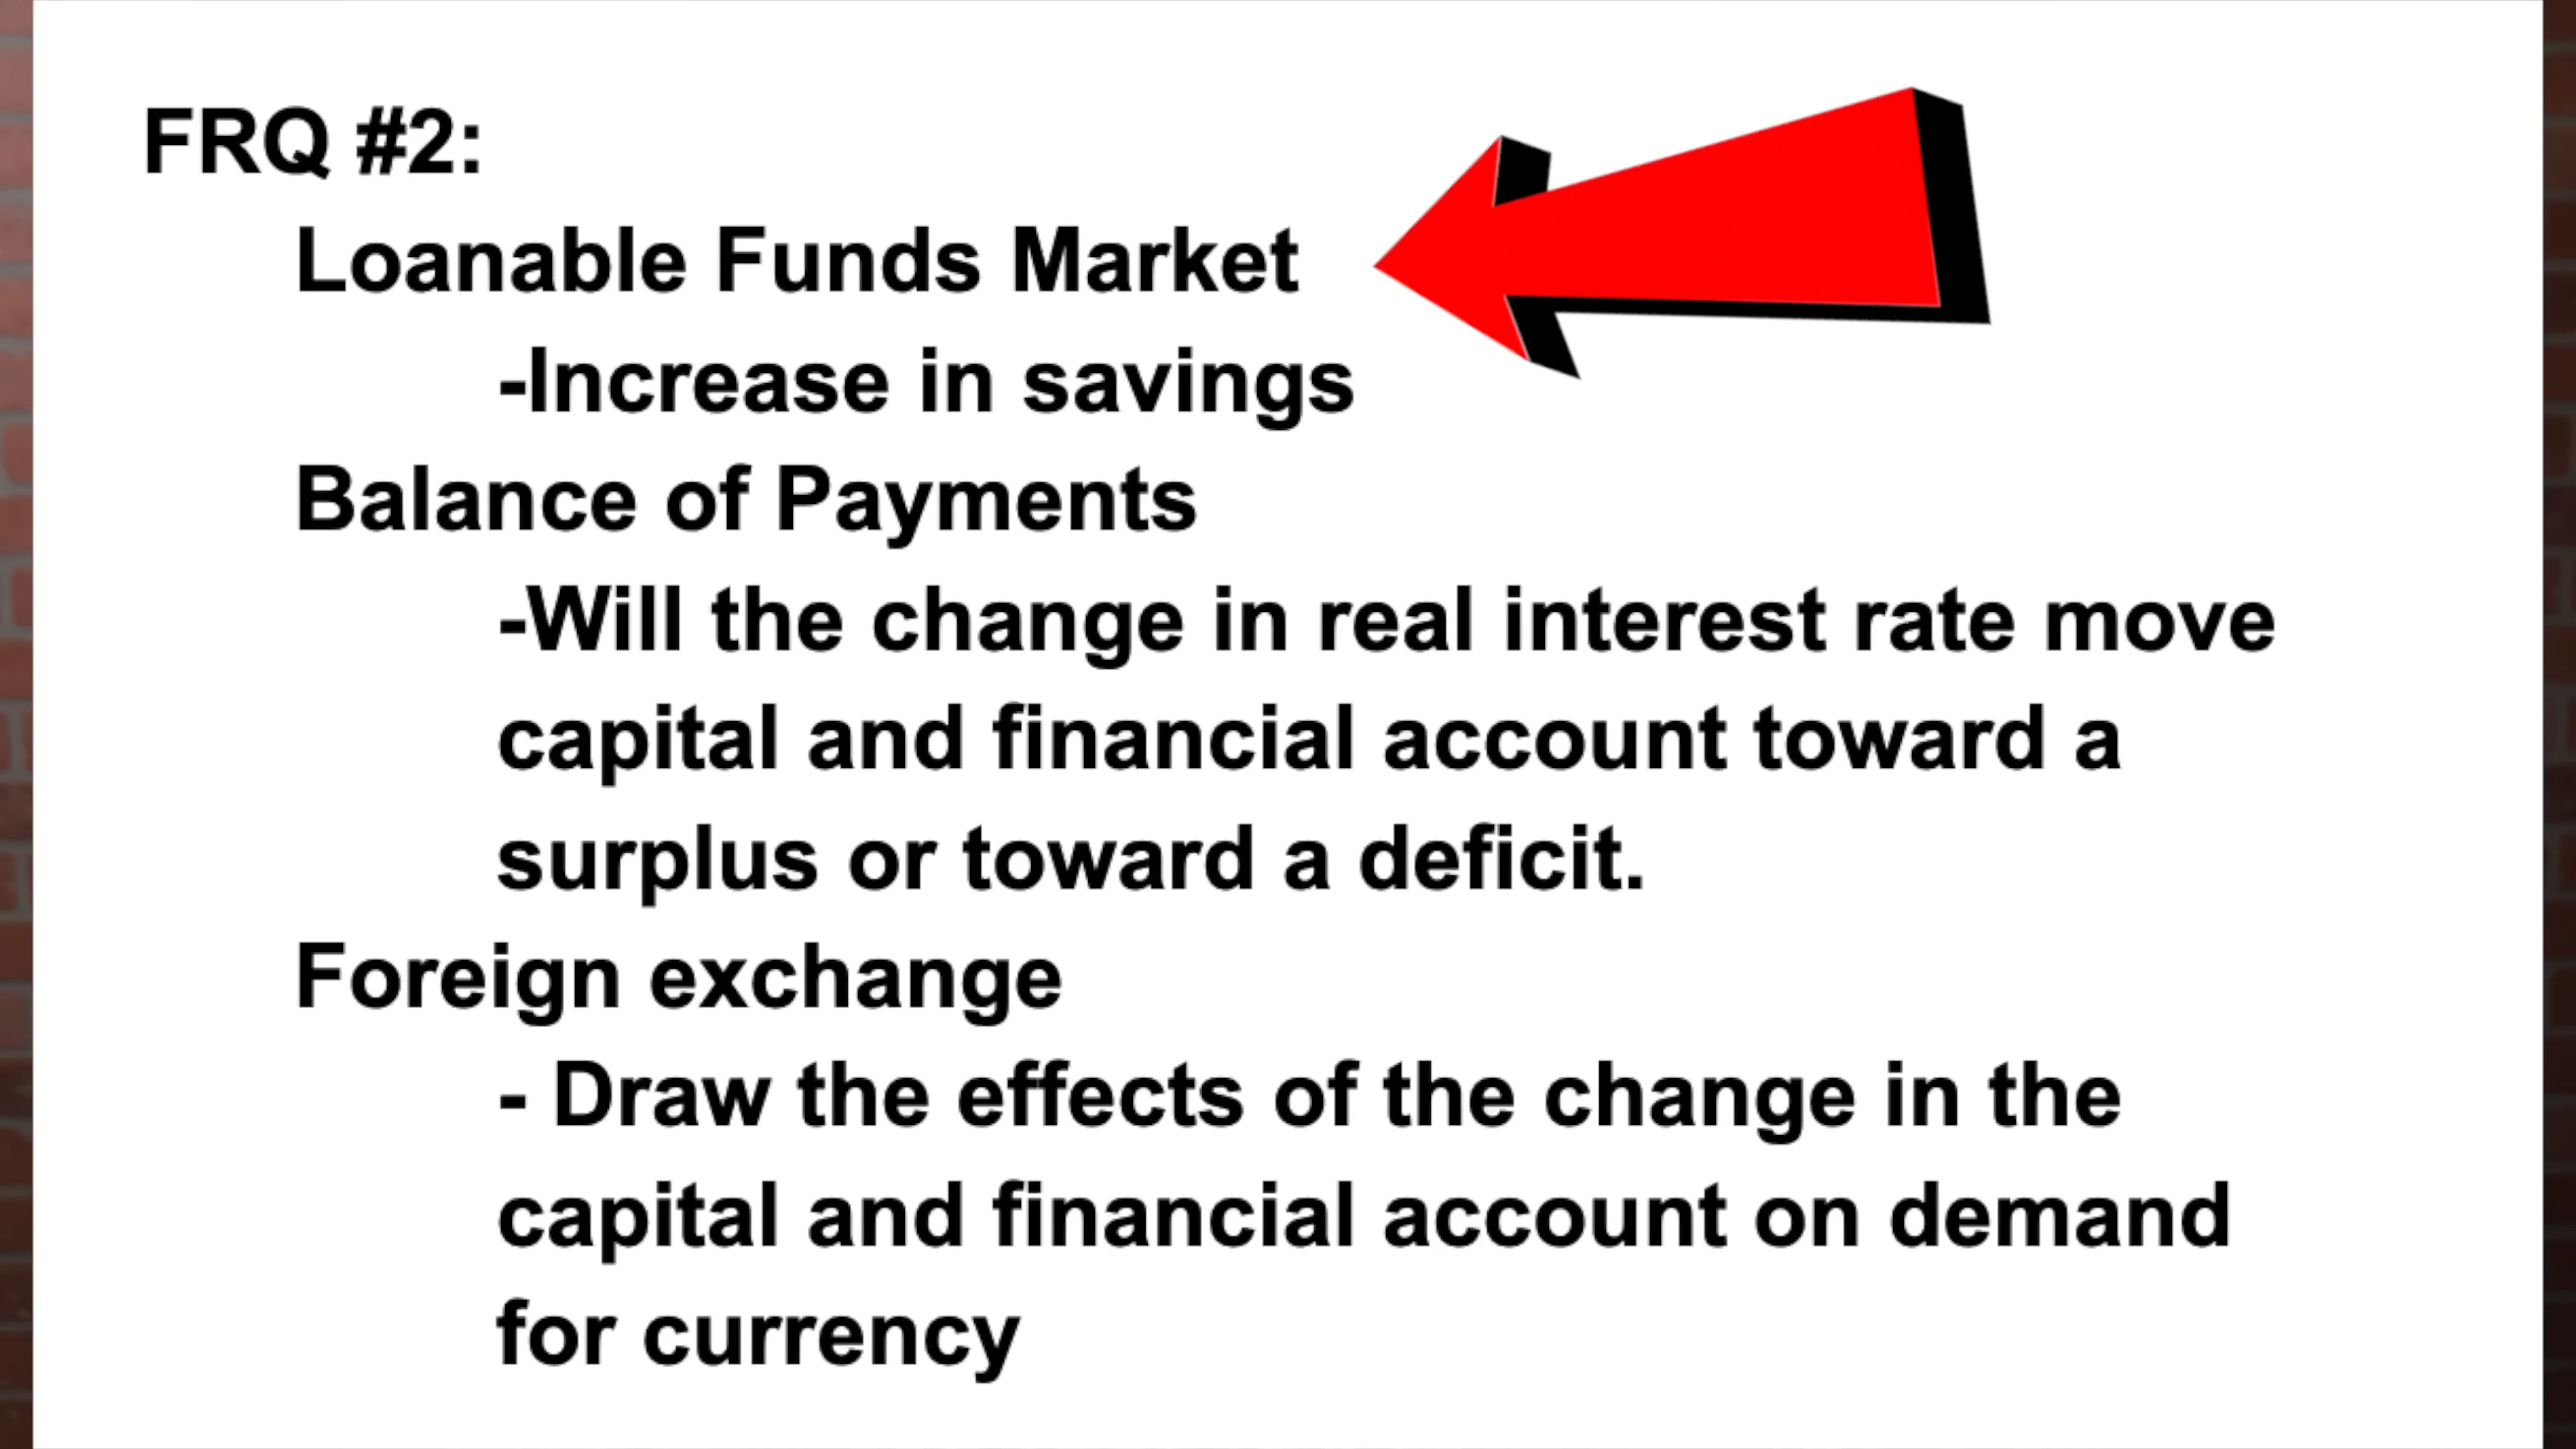 FRQ #2:
Loanable Funds Market
-Increase in savings
Balance of Payments
-Will the change in real interest rate move
capital and financial account toward a
surplus or toward a deficit.
Foreign exchange
- Draw the effects of the change in the
capital and financial account on demand
for currency